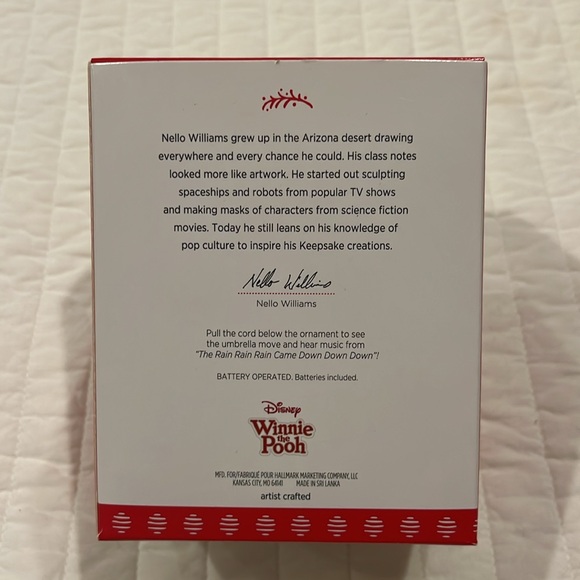 Nello Williams grew up in the Arizona desert drawing
everywhere and every chance he could. His class notes
looked more like artwork. He started out sculpting
spaceships and robots from popular TV shows
and making masks of characters from science fiction
movies. Today he still leans on his knowledge of
pop culture to inspire his Keepsake creations.
Nello Williams
Nello Williams
Pull the cord below the ornament to see
the umbrella move and hear music from
“The Rain Rain Rain Came Down Down Down”!
BATTERY OPERATED. Batteries included.
Disney
Winnie
the
Pooh
MFD. FOR/FABRIQUÉ POUR HALLMARK MARKETING COMPANY, LLC
KANSAS CITY, MO 64141 MADE IN SRI LANKA
artist crafted